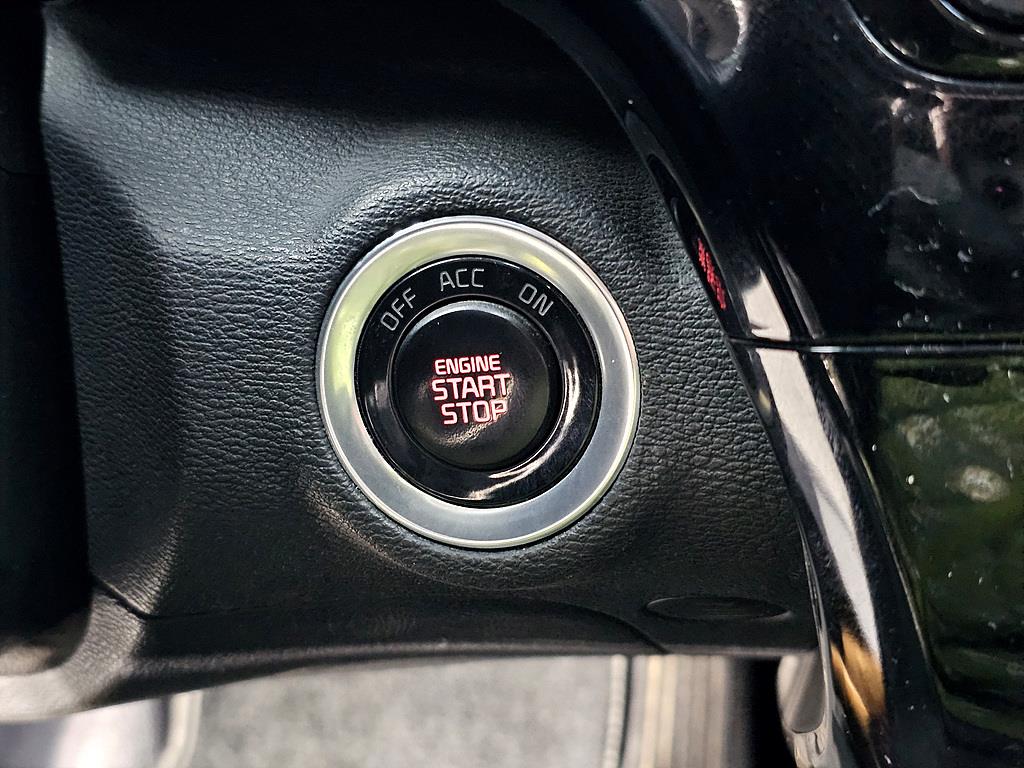 OFF ACC ON
ENGINE
START
STOP